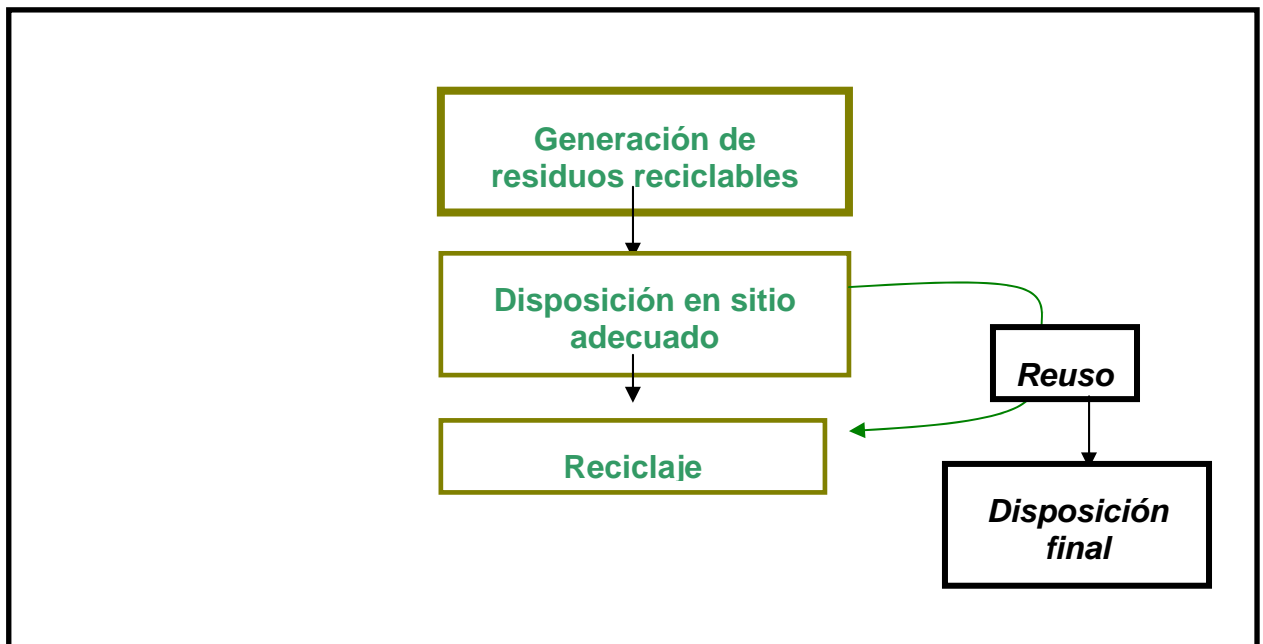 Generación de
residuos reciclables
Disposición en sitio
adecuado
Reuso
Reciclaje
Disposición
final